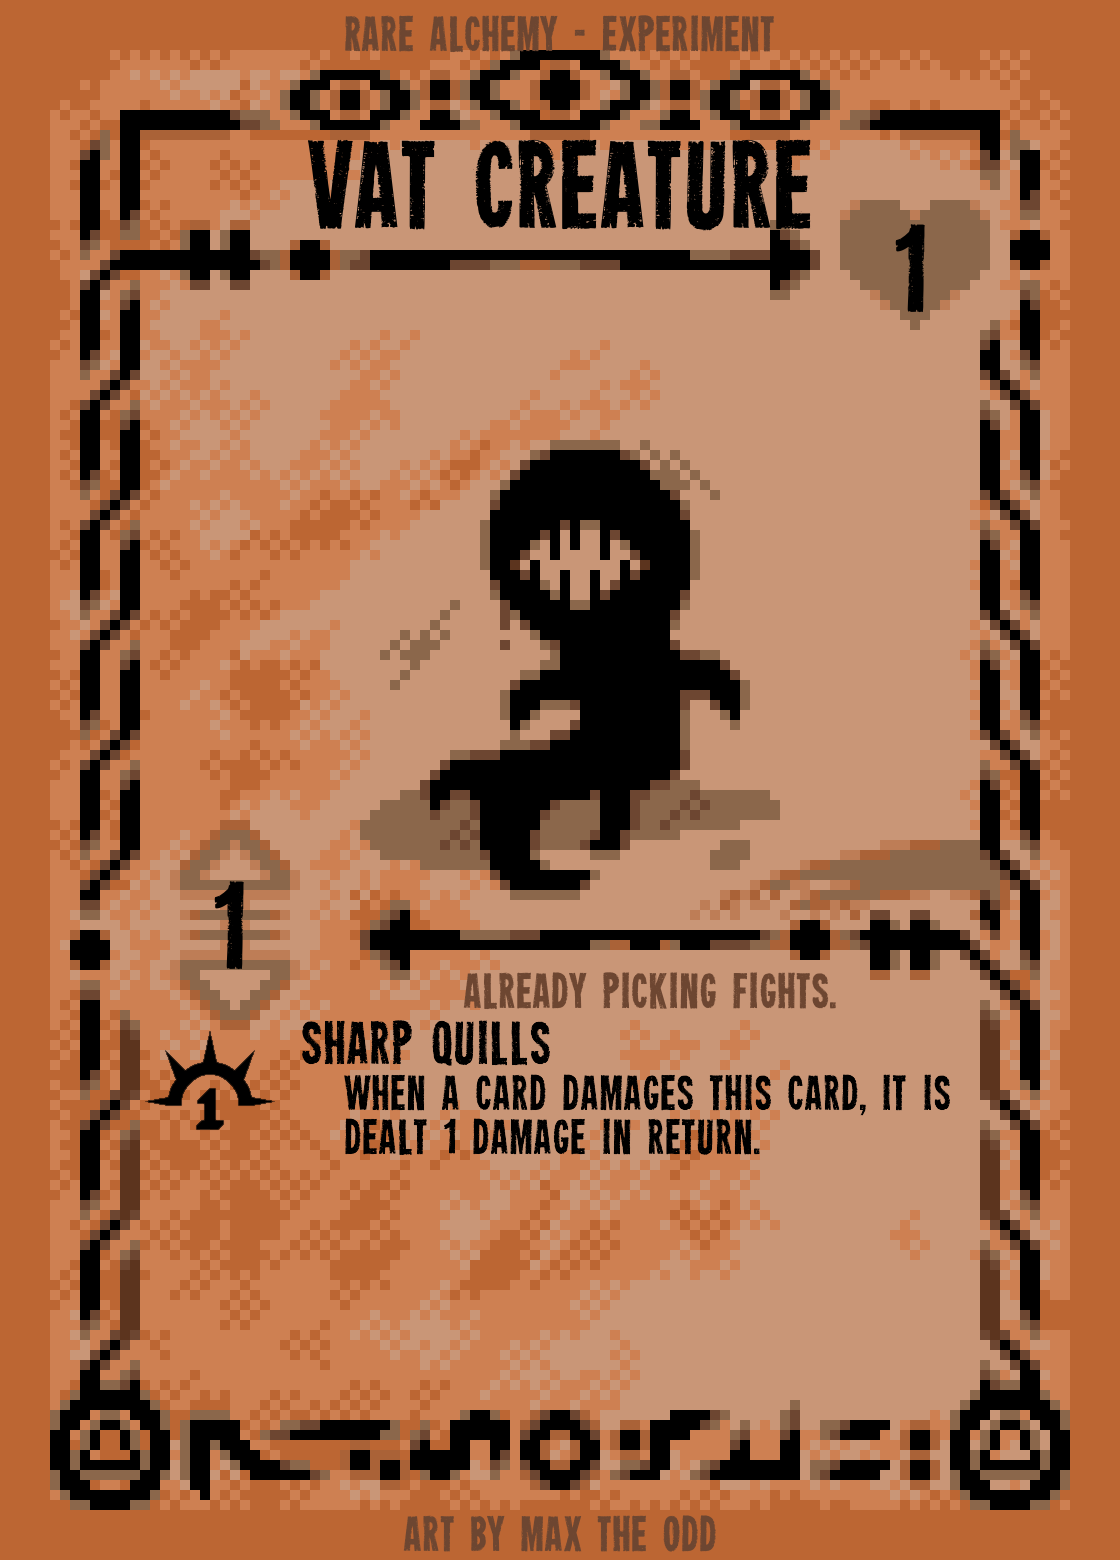 RARE ALCHEMY - EXPERIMENT
VAT CREATURE
1
1
ALREADY PICKING FIGHTS.
SHARP QUILLS
1
WHEN A CARD DAMAGES THIS CARD, IT IS
DEALT 1 DAMAGE IN RETURN.
ART BY MAX THE ODD